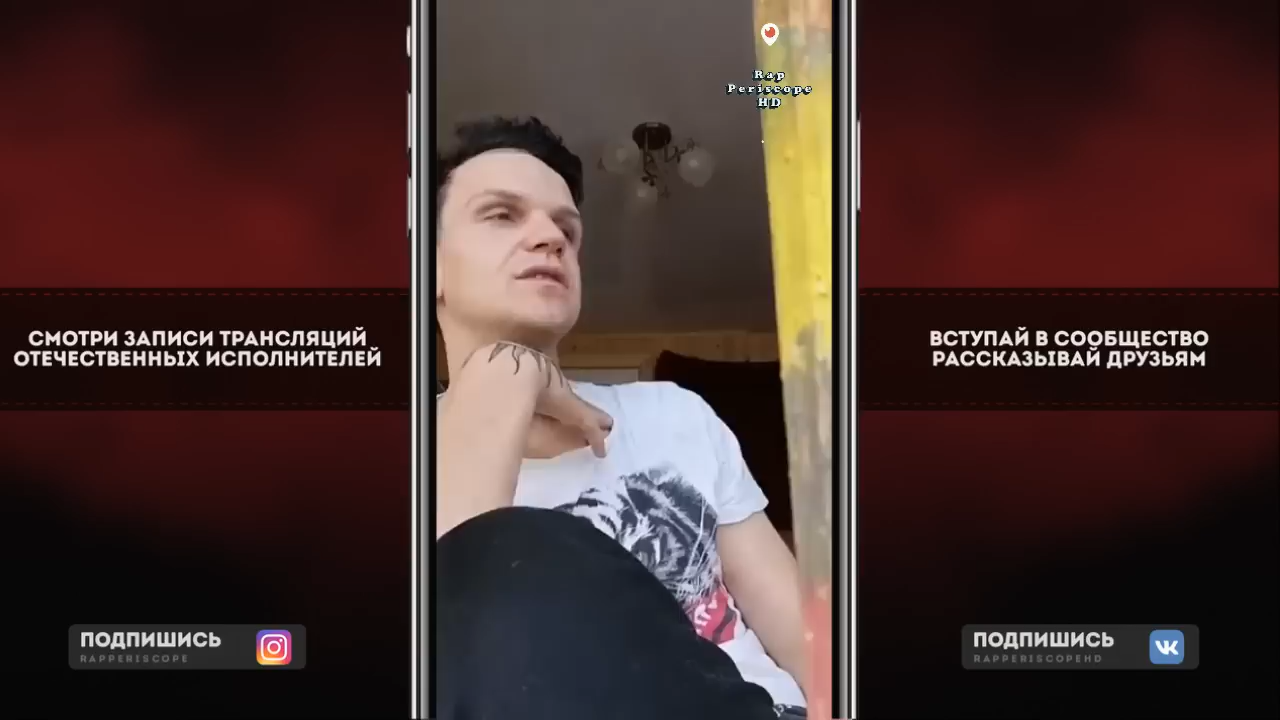 Rap
Periscope
HD
СМОТРИ ЗАПИСИ ТРАНСЛЯЦИЙ
ОТЕЧЕСТВЕННЫХ ИСПОЛНИТЕЛЕЙ
ВСТУПАЙ В СООБЩЕСТВО
РАССКАЗЫВАЙ ДРУЗЬЯМ
ПОДПИШИСЬ
RAPPERISCOPE
ПОДПИШИСЬ
RAPPERISCOPEHD